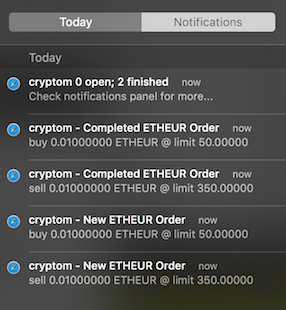 Today Notifications
Today
cryptom 0 open; 2 finished now
Check notifications panel for more...
cryptom - Completed ETHEUR Order now
buy 0.01000000 ETHEUR @ limit 50.00000
cryptom - Completed ETHEUR Order now
sell 0.01000000 ETHEUR @ limit 350.00000
cryptom - New ETHEUR Order now
buy 0.01000000 ETHEUR @ limit 50.00000
cryptom - New ETHEUR Order now
sell 0.01000000 ETHEUR @ limit 350.00000